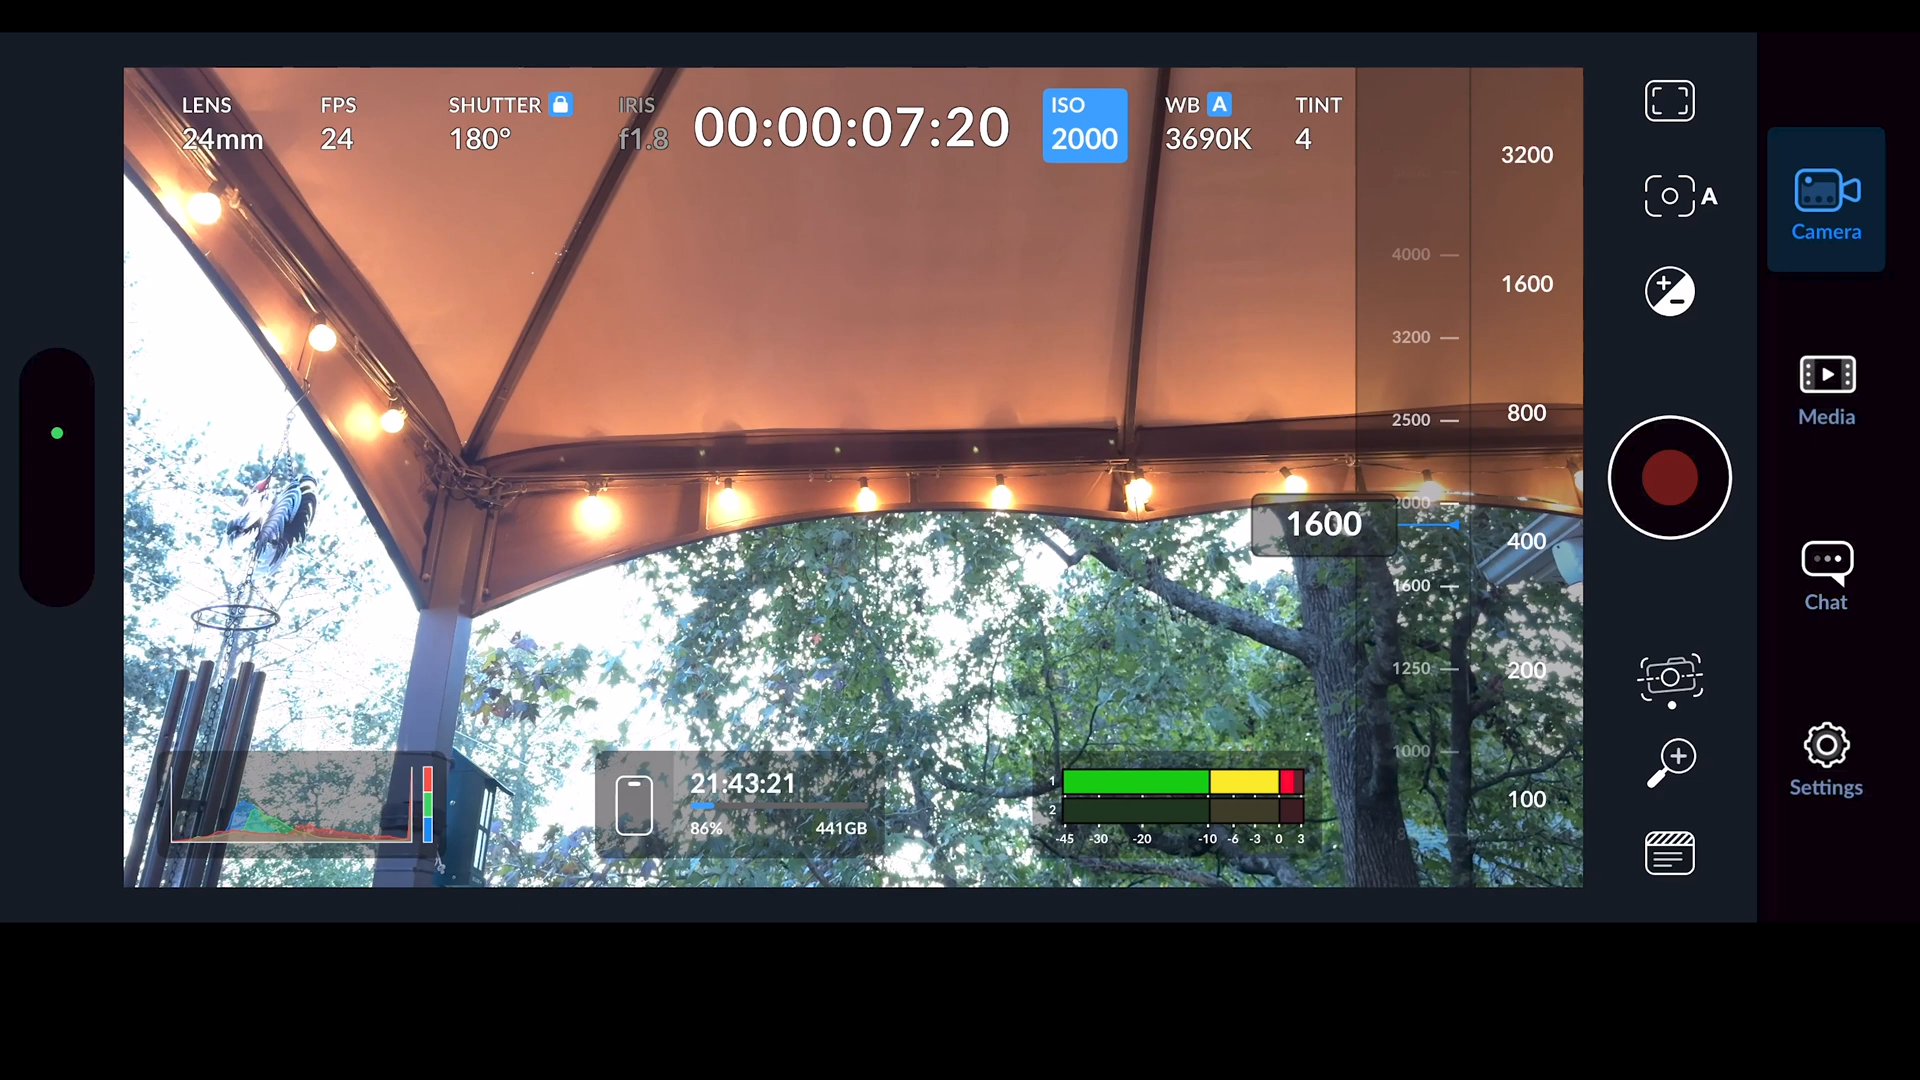 LENS
24mm
FPS
24
SHUTTER
180°
IRIS
f1.8
00:00:07:20
ISO
2000
WB A
3690K
TINT
4
3200
1600
800
400
200
100
4000
3200
2500
2000
1600
1250
1000
1600
A
Camera
Media
Chat
Settings
21:43:21
86%
441GB
1
2
-45 -30 -20 -10 -6 -3 0 3